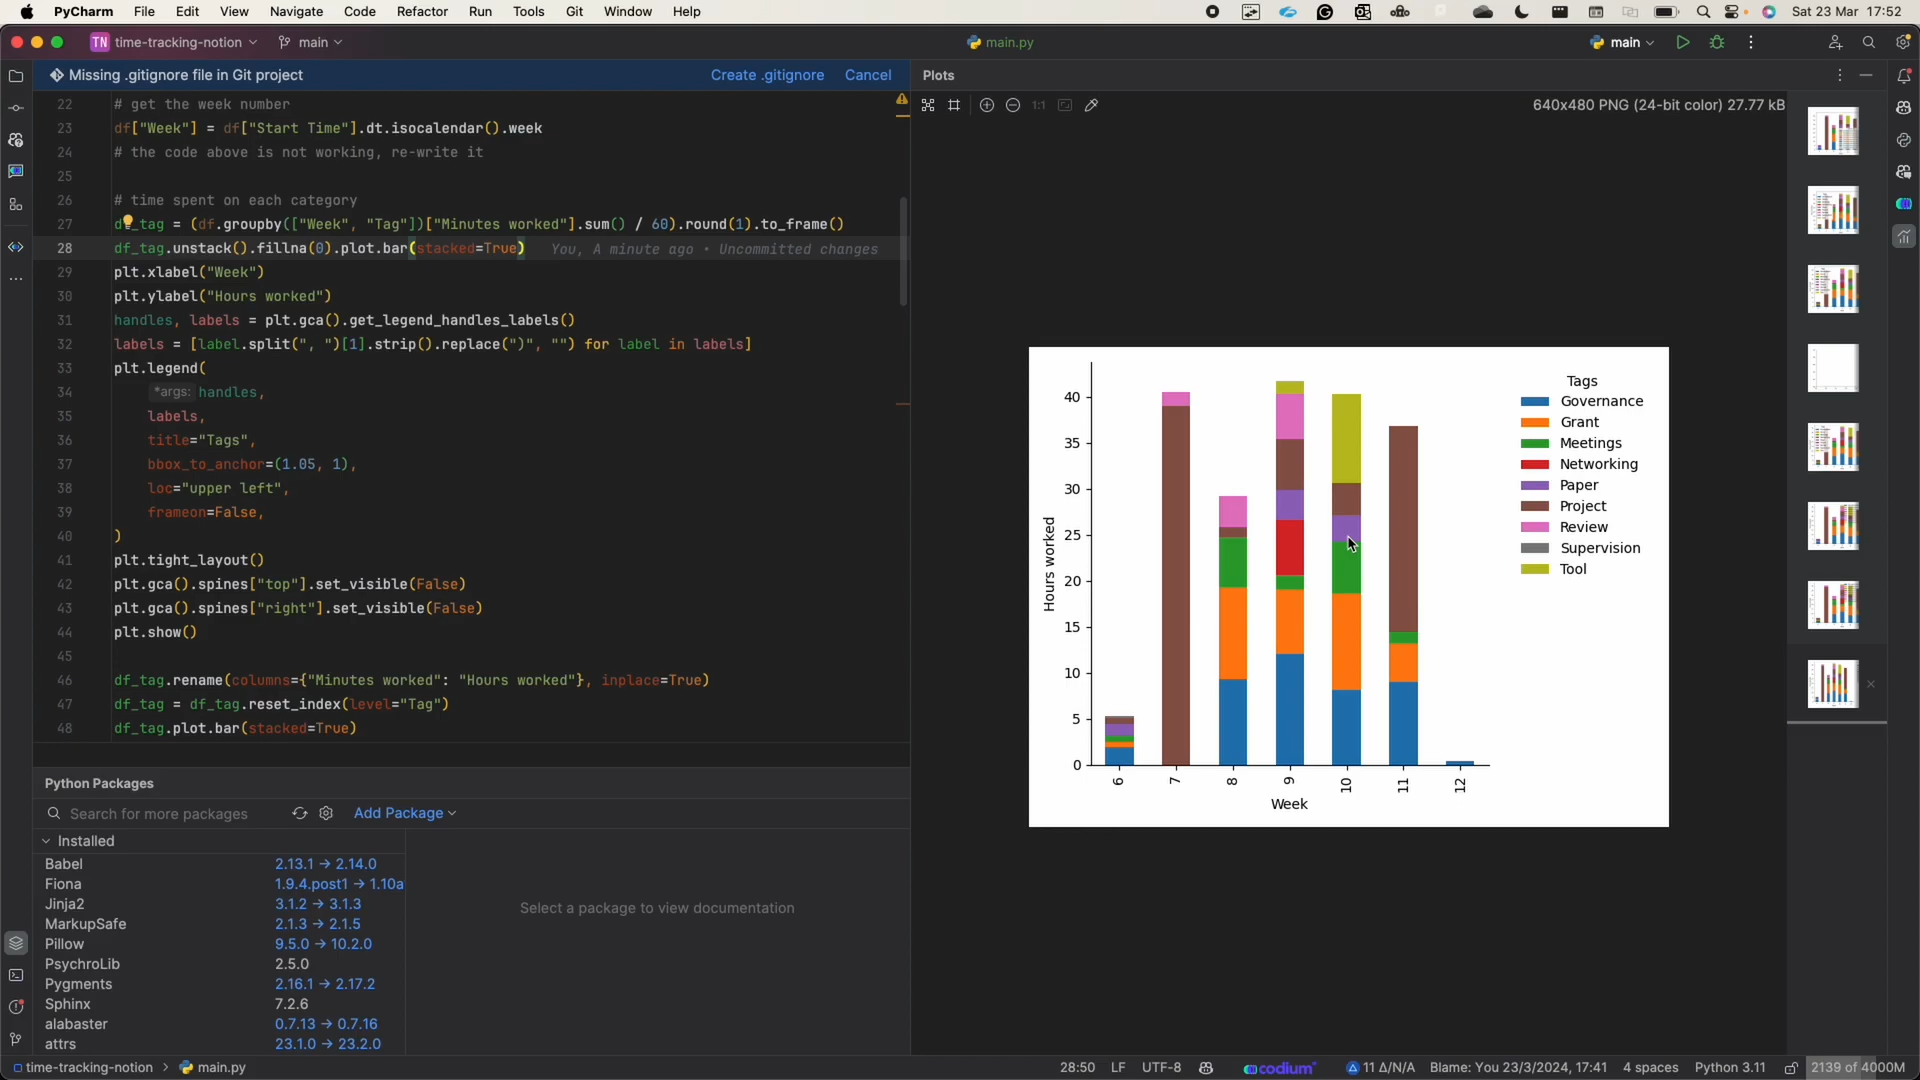 PyCharm File Edit View Navigate Code Refactor Run Tools Git Window Help Sat 23 Mar 17:52
TN time-tracking-notion main main.py main
Missing .gitignore file in Git project Create .gitignore Cancel
22 # get the week number
23 df["Week"] = df["Start Time"].dt.isocalendar().week
24 # the code above is not working, re-write it
25
26 # time spent on each category
27 df_tag = (df.groupby(["Week", "Tag"])["Minutes worked"].sum() / 60).round(1).to_frame()
28 df_tag.unstack().fillna(0).plot.bar(stacked=True) You, A minute ago • Uncommitted changes
29 plt.xlabel("Week")
30 plt.ylabel("Hours worked")
31 handles, labels = plt.gca().get_legend_handles_labels()
32 labels = [label.split(", ")[1].strip().replace(")", "") for label in labels]
33 plt.legend(
34 *args: handles,
35 labels,
36 title="Tags",
37 bbox_to_anchor=(1.05, 1),
38 loc="upper left",
39 frameon=False,
40 )
41 plt.tight_layout()
42 plt.gca().spines["top"].set_visible(False)
43 plt.gca().spines["right"].set_visible(False)
44 plt.show()
45
46 df_tag.rename(columns={"Minutes worked": "Hours worked"}, inplace=True)
47 df_tag = df_tag.reset_index(level="Tag")
48 df_tag.plot.bar(stacked=True)
Python Packages
Search for more packages Add Package
Installed
Babel 2.13.1 → 2.14.0
Fiona 1.9.4.post1 → 1.10a
Jinja2 3.1.2 → 3.1.3
MarkupSafe 2.1.3 → 2.1.5
Pillow 9.5.0 → 10.2.0
PsychroLib 2.5.0
Pygments 2.16.1 → 2.17.2
Sphinx 7.2.6
alabaster 0.7.13 → 0.7.16
attrs 23.1.0 → 23.2.0
Select a package to view documentation
Plots
1:1 640x480 PNG (24-bit color) 27.77 kB
Hours worked
40
35
30
25
20
15
10
5
0
6 7 8 9 10 11 12
Week
Tags
Governance
Grant
Meetings
Networking
Paper
Project
Review
Supervision
Tool
time-tracking-notion > main.py 28:50 LF UTF-8 codium 11 Δ/N/A Blame: You 23/3/2024, 17:41 4 spaces Python 3.11 2139 of 4000M